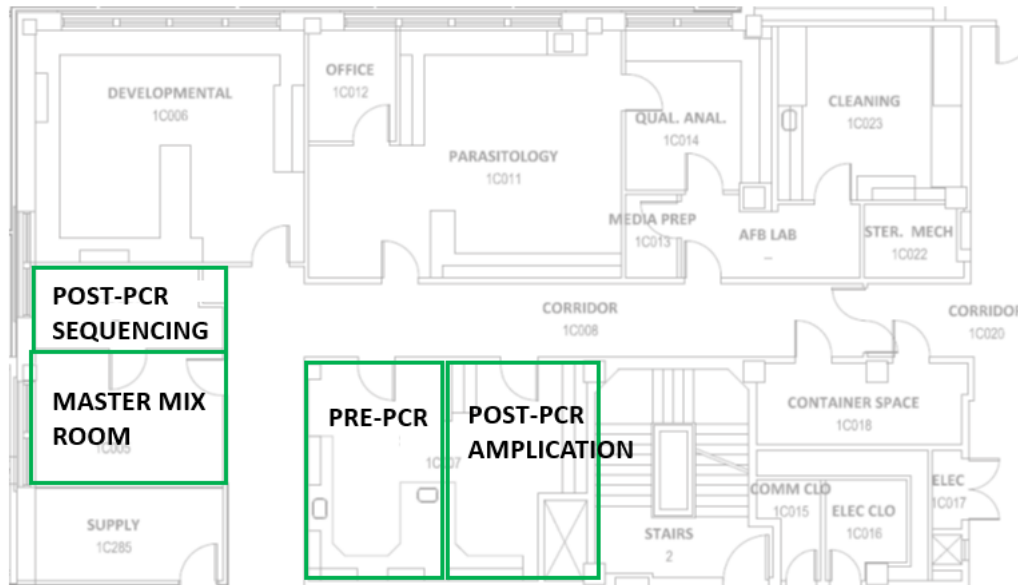 DEVELOPMENTAL
1C006
OFFICE
1C012
PARASITOLOGY
1C011
QUAL. ANAL.
1C014
CLEANING
1C023
MEDIA PREP
1C013
AFB LAB
STER. MECH
1C022
POST-PCR
SEQUENCING
CORRIDOR
1C008
CORRIDOR
1C020
MASTER MIX
ROOM
1C005
PRE-PCR
POST-PCR
AMPLICATION
CONTAINER SPACE
1C018
SUPPLY
1C285
STAIRS
2
COMM CLO
1C015
ELEC CLO
1C016
ELEC
1C017